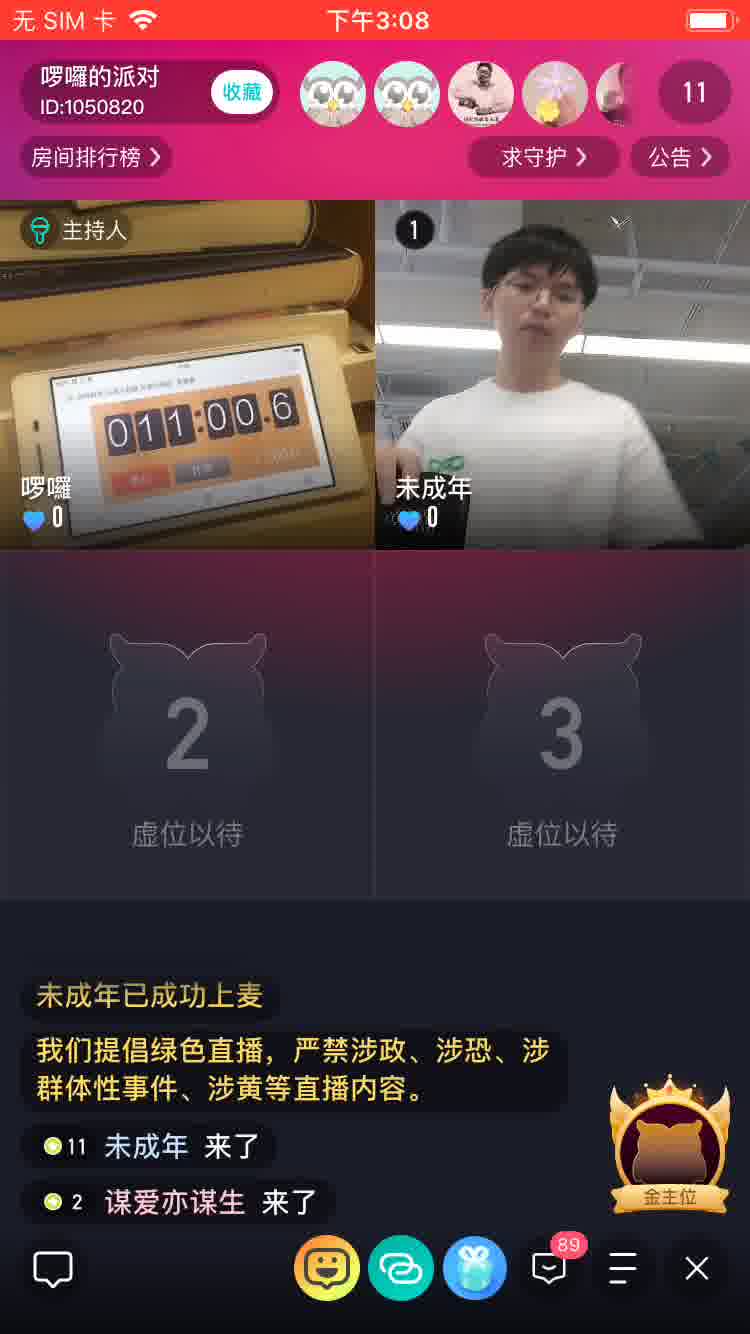 无 SIM 卡
下午3:08
啰囉的派对
ID:1050820
收藏
11
房间排行榜
求守护
公告
主持人
1
011:00.6
啰囉
0
未成年
0
2
3
虚位以待
虚位以待
未成年已成功上麦
我们提倡绿色直播，严禁涉政、涉恐、涉
群体性事件、涉黄等直播内容。
11 未成年 来了
2 谋爱亦谋生 来了
金主位
89